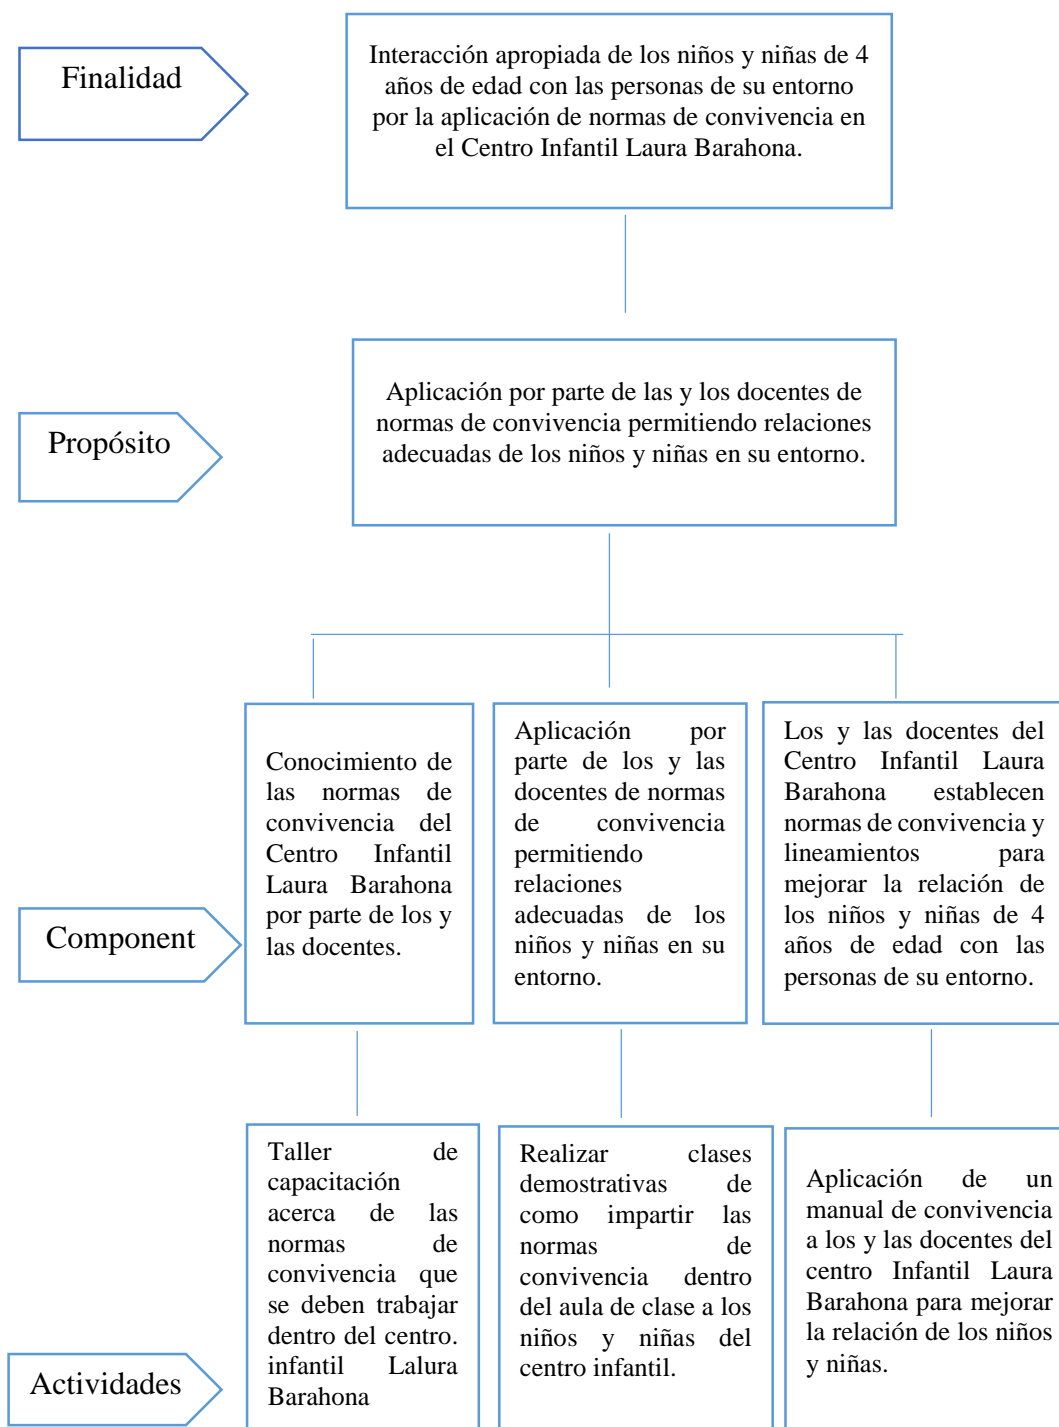 Finalidad
Interacción apropiada de los niños y niñas de 4
años de edad con las personas de su entorno
por la aplicación de normas de convivencia en
el Centro Infantil Laura Barahona.
Propósito
Aplicación por parte de las y los docentes de
normas de convivencia permitiendo relaciones
adecuadas de los niños y niñas en su entorno.
Component
Conocimiento de
las normas de
convivencia del
Centro Infantil
Laura Barahona
por parte de los y
las docentes.
Aplicación por
parte de los y las
docentes de normas
de convivencia
permitiendo
relaciones
adecuadas de los
niños y niñas en su
entorno.
Los y las docentes del
Centro Infantil Laura
Barahona establecen
normas de convivencia y
lineamientos para
mejorar la relación de
los niños y niñas de 4
años de edad con las
personas de su entorno.
Actividades
Taller de
capacitación
acerca de las
normas de
convivencia que
se deben trabajar
dentro del centro.
infantil Lalura
Barahona
Realizar clases
demostrativas de
como impartir las
normas de
convivencia dentro
del aula de clase a los
niños y niñas del
centro infantil.
Aplicación de un
manual de convivencia
a los y las docentes del
centro Infantil Laura
Barahona para mejorar
la relación de los niños
y niñas.